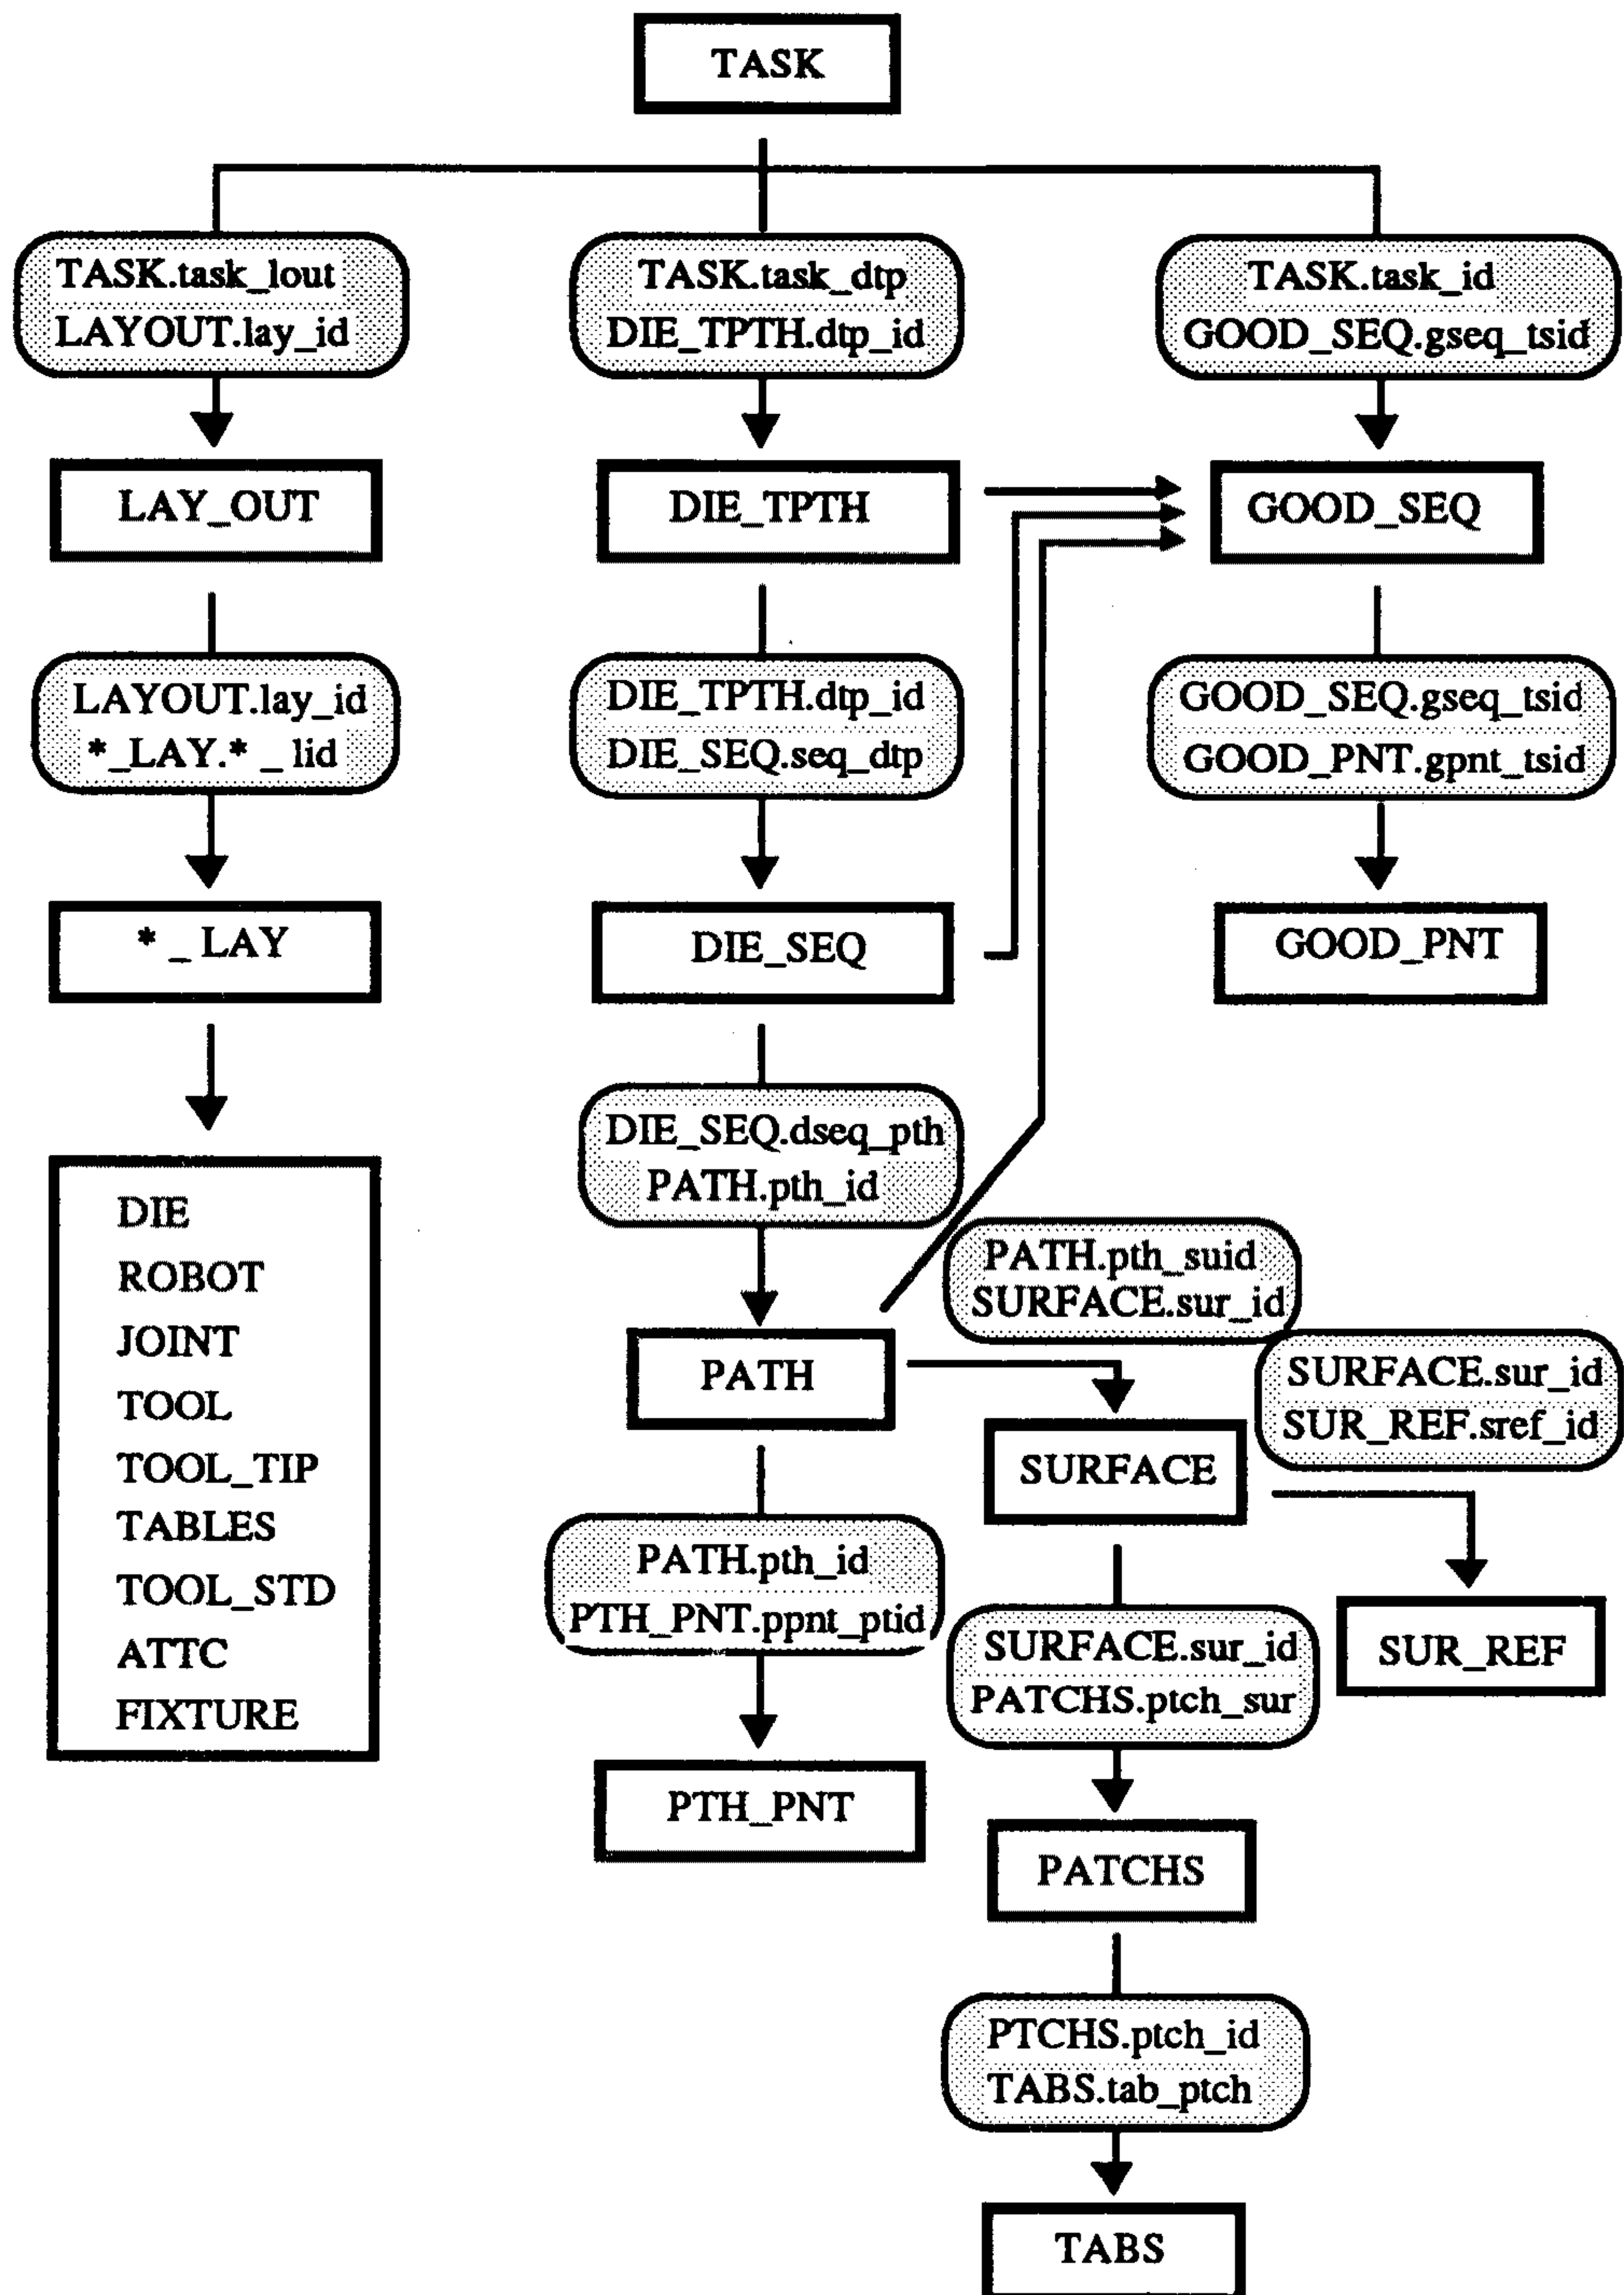 TASK
TASK.task_lout
LAYOUT.lay_id
TASK.task_dtp
DIE_TPTH.dtp_id
TASK.task_id
GOOD_SEQ.gseq_tsid
LAY_OUT
DIE_TPTH
GOOD_SEQ
LAYOUT.lay_id
*_LAY.* _ lid
DIE_TPTH.dtp_id
DIE_SEQ.seq_dtp
GOOD_SEQ.gseq_tsid
GOOD_PNT.gpnt_tsid
* _ LAY
DIE_SEQ
GOOD_PNT
DIE_SEQ.dseq_pth
PATH.pth_id
DIE
ROBOT
JOINT
TOOL
TOOL_TIP
TABLES
TOOL_STD
ATTC
FIXTURE
PATH.pth_suid
SURFACE.sur_id
PATH
SURFACE.sur_id
SUR_REF.sref_id
SURFACE
PATH.pth_id
PTH_PNT.ppnt_ptid
SURFACE.sur_id
PATCHS.ptch_sur
SUR_REF
PTH_PNT
PATCHS
PTCHS.ptch_id
TABS.tab_ptch
TABS